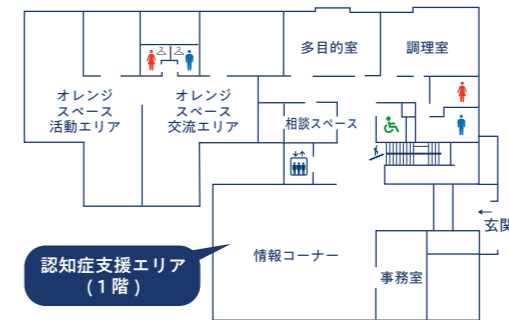 多目的室
調理室
オレンジ
スペース
活動エリア
オレンジ
スペース
交流エリア
相談スペース
玄関
情報コーナー
事務室
認知症支援エリア
(1階)